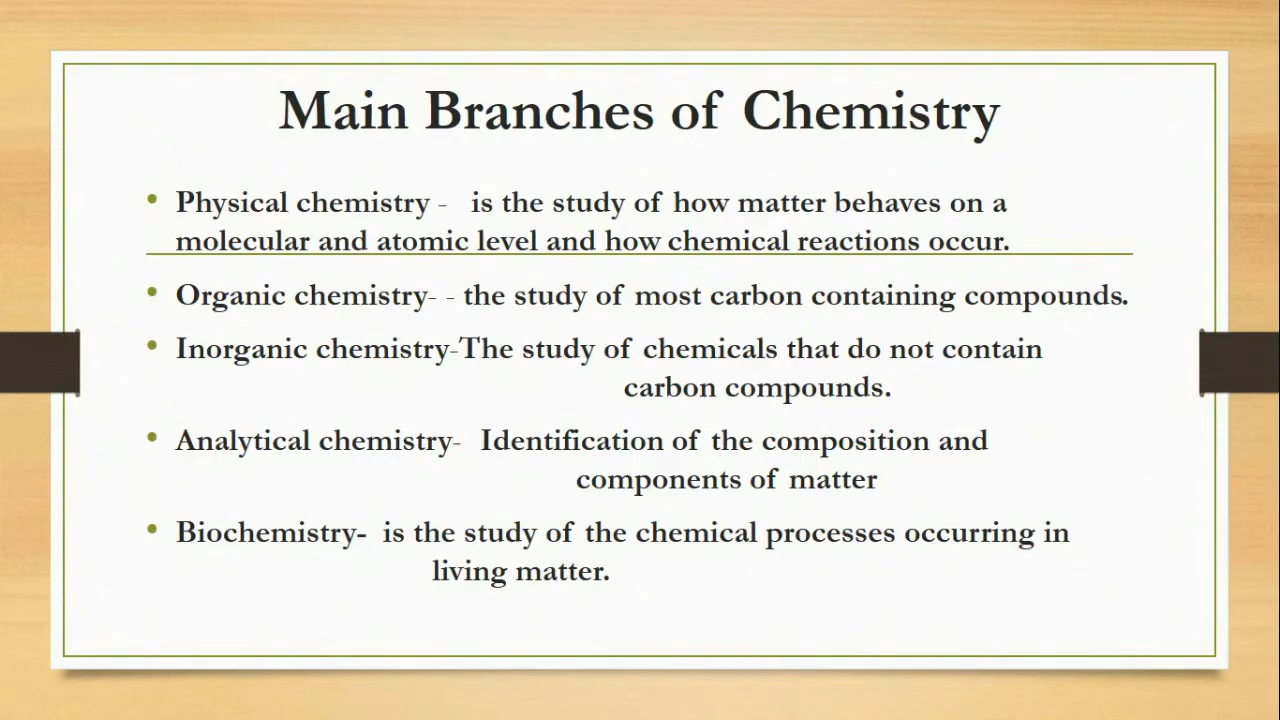 Main Branches of Chemistry
• Physical chemistry - is the study of how matter behaves on a
molecular and atomic level and how chemical reactions occur.
• Organic chemistry- - the study of most carbon containing compounds.
• Inorganic chemistry-The study of chemicals that do not contain
carbon compounds.
• Analytical chemistry- Identification of the composition and
components of matter
• Biochemistry- is the study of the chemical processes occurring in
living matter.